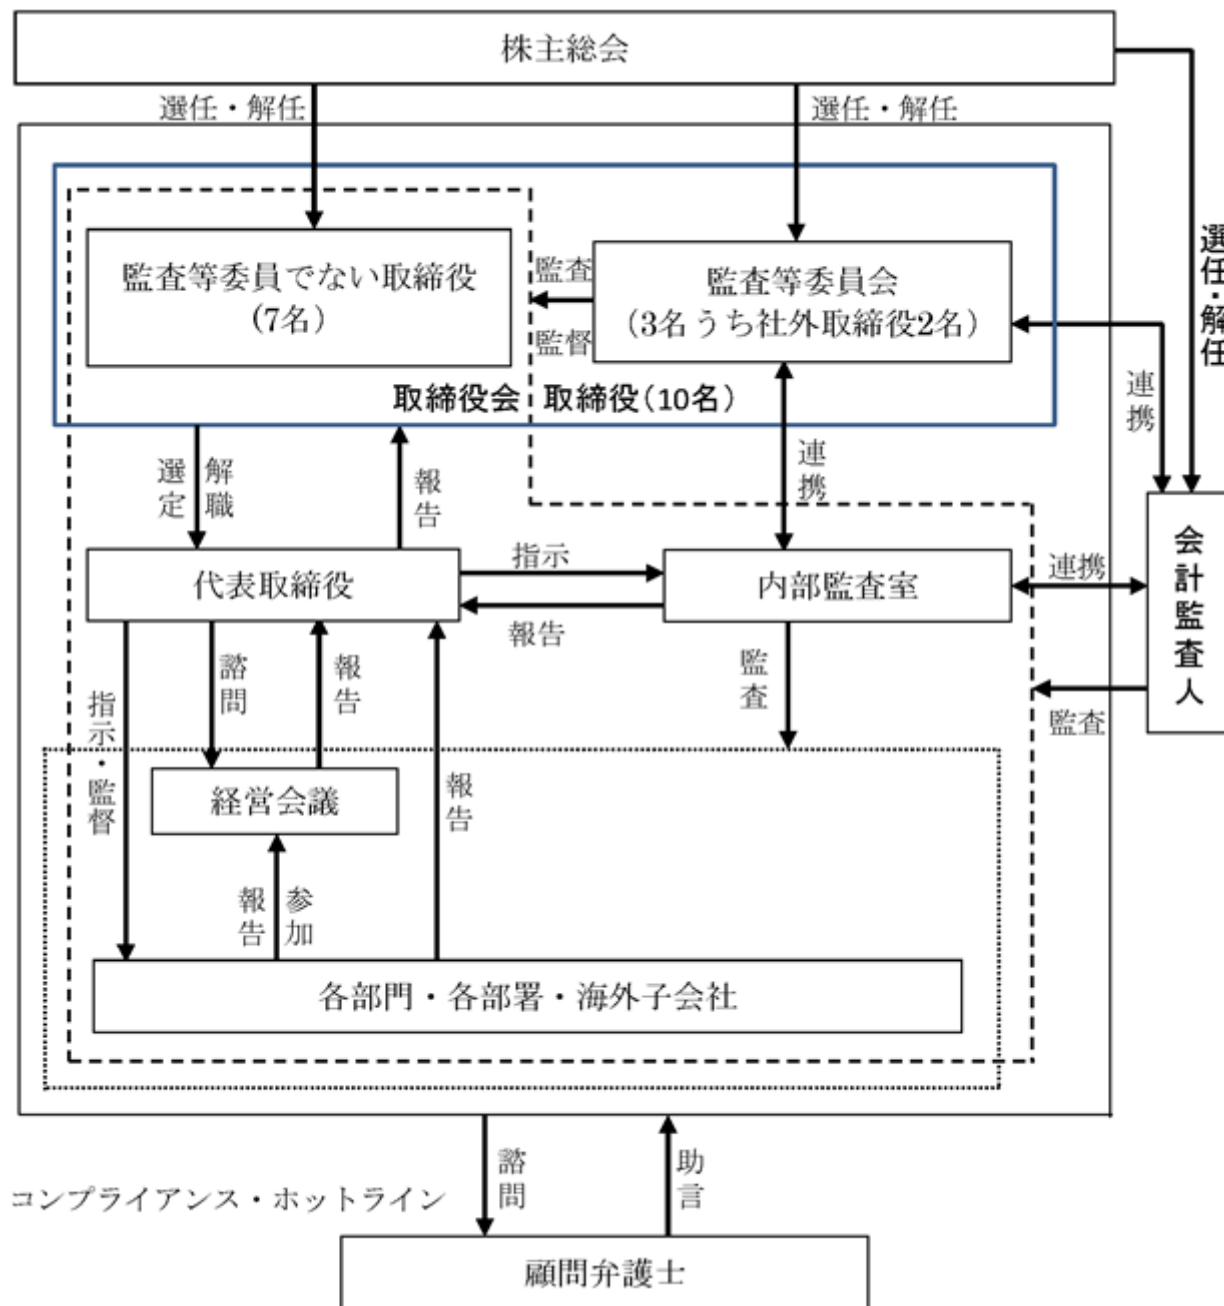 株主総会
選任・解任
選任・解任
選任・解任
監査等委員でない取締役
(7名)
監査
監督
監査等委員会
(3名うち社外取締役2名)
取締役会 取締役(10名)
連携
連携
選定
解職
報告
代表取締役
指示
報告
内部監査室
連携
会計監査人
監査
諮問
報告
監査
指示・監督
経営会議
報告
報告
参加
各部門・各部署・海外子会社
諮問
助言
コンプライアンス・ホットライン
顧問弁護士